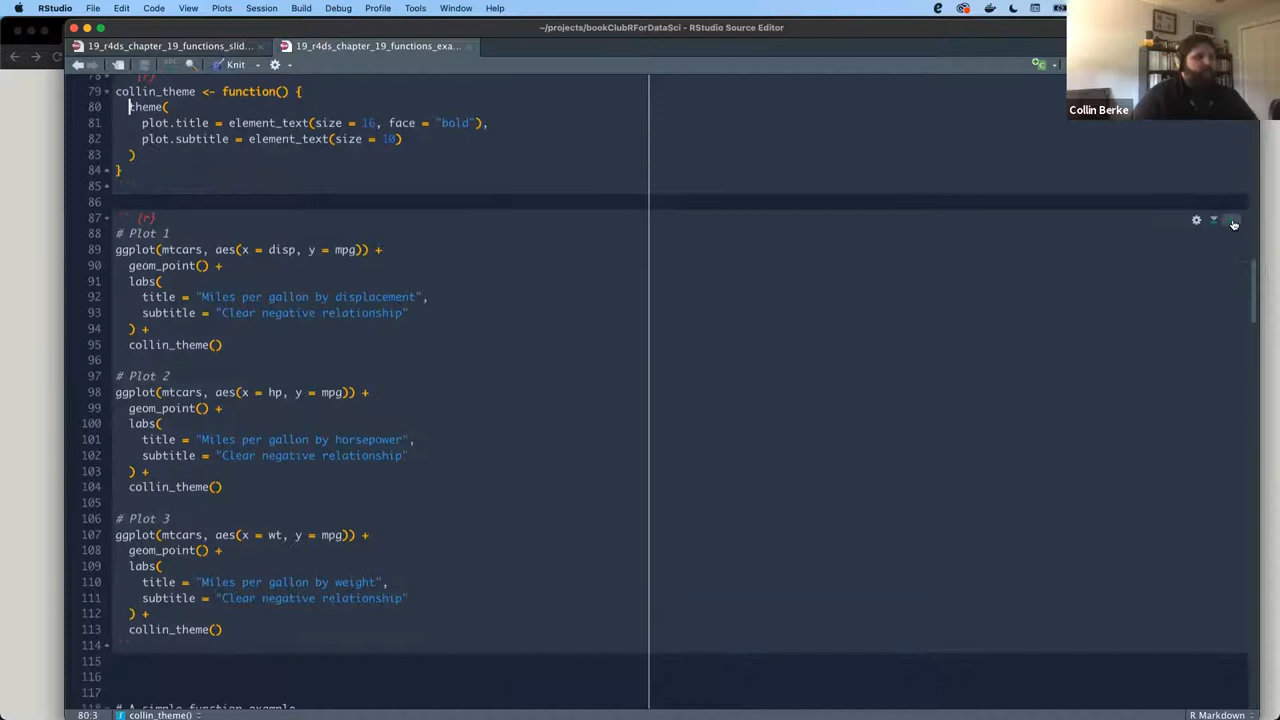 RStudio File Edit Code View Plots Session Build Debug Profile Tools Window Help
~/projects/bookClubRForDataSci - RStudio Source Editor
19_r4ds_chapter_19_functions_slid... 19_r4ds_chapter_19_functions_exa...
Knit
Collin Berke
78 {r}
79 collin_theme <- function() {
80 theme(
81 plot.title = element_text(size = 16, face = "bold"),
82 plot.subtitle = element_text(size = 10)
83 )
84 }
85 ```
86
87 ``` {r}
88 # Plot 1
89 ggplot(mtcars, aes(x = disp, y = mpg)) +
90 geom_point() +
91 labs(
92 title = "Miles per gallon by displacement",
93 subtitle = "Clear negative relationship"
94 ) +
95 collin_theme()
96
97 # Plot 2
98 ggplot(mtcars, aes(x = hp, y = mpg)) +
99 geom_point() +
100 labs(
101 title = "Miles per gallon by horsepower",
102 subtitle = "Clear negative relationship"
103 ) +
104 collin_theme()
105
106 # Plot 3
107 ggplot(mtcars, aes(x = wt, y = mpg)) +
108 geom_point() +
109 labs(
110 title = "Miles per gallon by weight",
111 subtitle = "Clear negative relationship"
112 ) +
113 collin_theme()
114 ```
115
116
117
118 # A simple function example
80:3 collin_theme() R Markdown